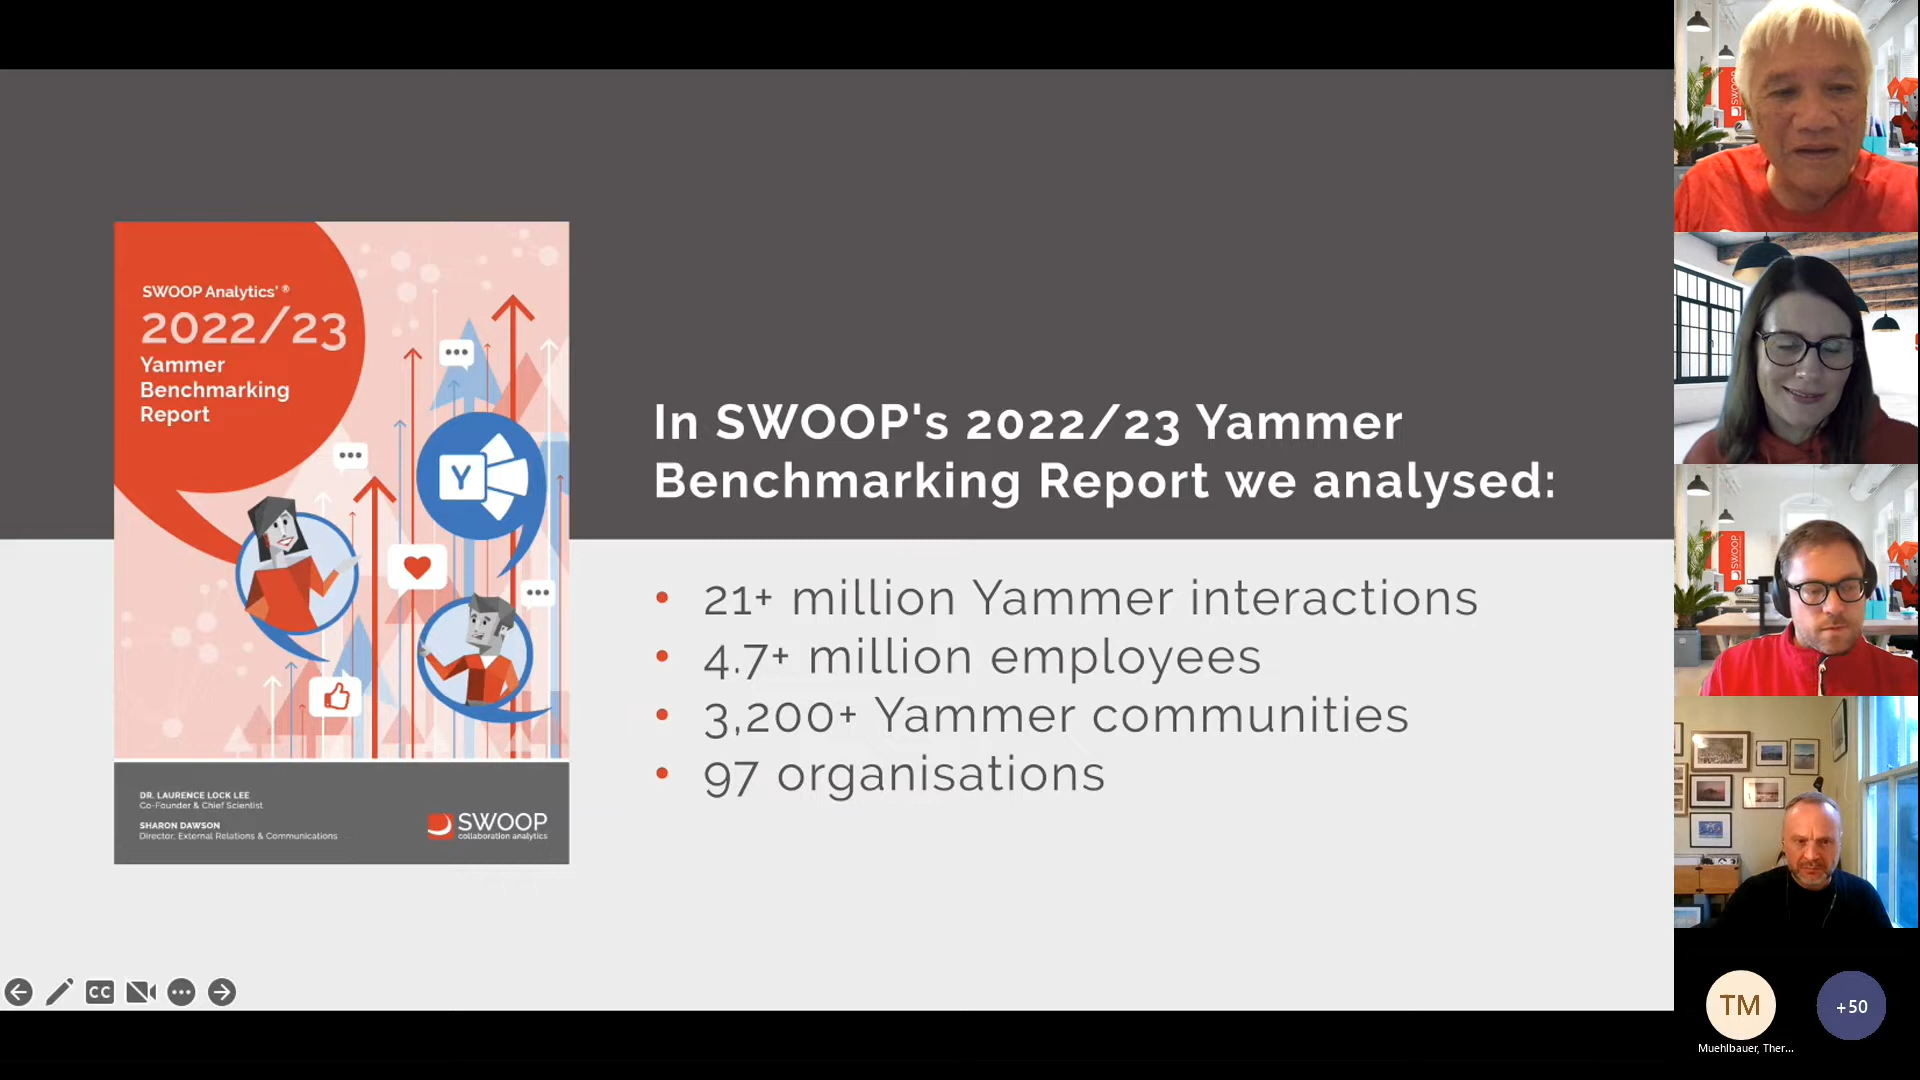 SWOOP Analytics' ®
2022/23
Yammer
Benchmarking
Report
Y
DR. LAURENCE LOCK LEE
Co-Founder & Chief Scientist
SHARON DAWSON
Director, External Relations & Communications
SWOOP
collaboration analytics
In SWOOP's 2022/23 Yammer
Benchmarking Report we analysed:
• 21+ million Yammer interactions
• 4.7+ million employees
• 3,200+ Yammer communities
• 97 organisations
CC
SWOOP
SWOOP
TM
+50
Muehlbauer, Ther...